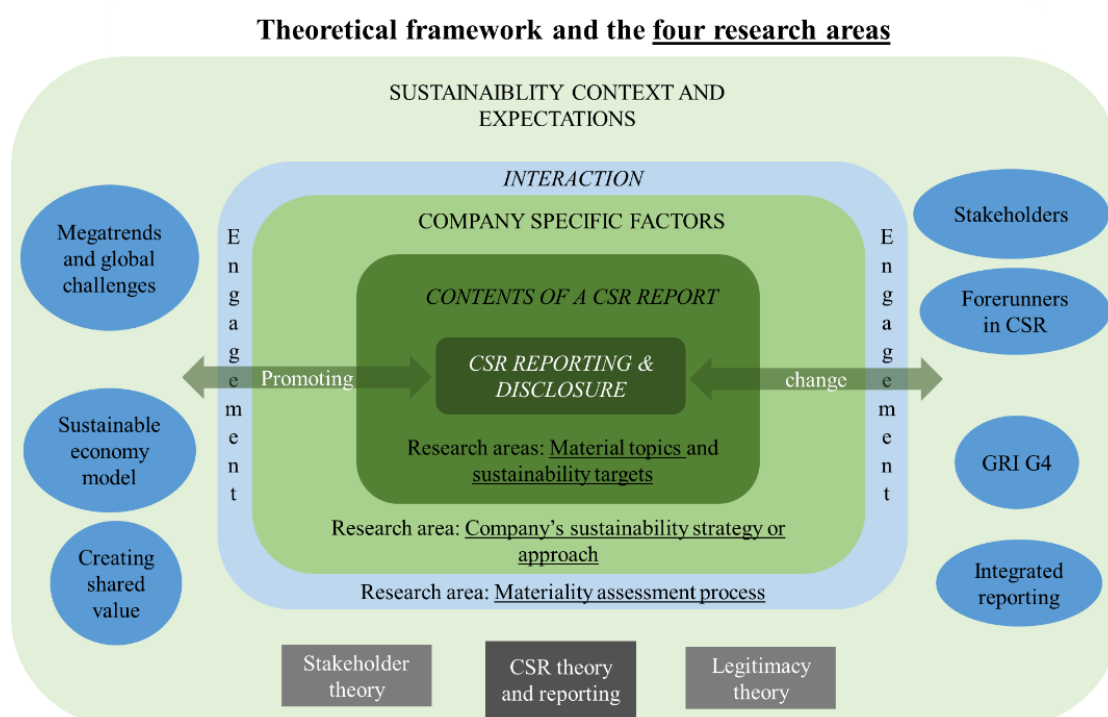 Theoretical framework and the four research areas
SUSTAINAIBLITY CONTEXT AND
EXPECTATIONS
INTERACTION
COMPANY SPECIFIC FACTORS
CONTENTS OF A CSR REPORT
CSR REPORTING &
DISCLOSURE
Research areas: Material topics and
sustainability targets
Research area: Company's sustainability strategy or
approach
Research area: Materiality assessment process
Engagement
Engagement
Promoting
change
Megatrends
and global
challenges
Sustainable
economy
model
Creating
shared
value
Stakeholders
Forerunners
in CSR
GRI G4
Integrated
reporting
Stakeholder
theory
CSR theory
and reporting
Legitimacy
theory